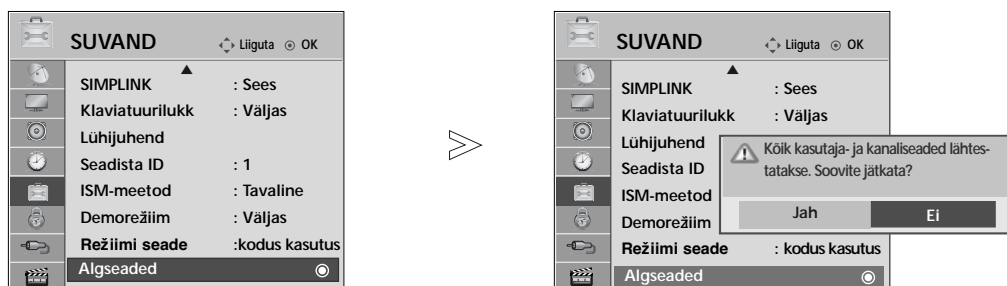 SUVAND Liiguta OK
SIMPLINK : Sees
Klaviatuurilukk : Väljas
Lühijuhend
Seadista ID : 1
ISM-meetod : Tavaline
Demorežiim : Väljas
Režiimi seade :kodus kasutus
Algseaded
SUVAND Liiguta OK
SIMPLINK : Sees
Klaviatuurilukk : Väljas
Lühijuhend
Seadista ID
ISM-meetod
Demorežiim
Režiimi seade : kodus kasutus
Algseaded
Kõik kasutaja- ja kanaliseaded lähtes-
tatakse. Soovite jätkata?
Jah Ei